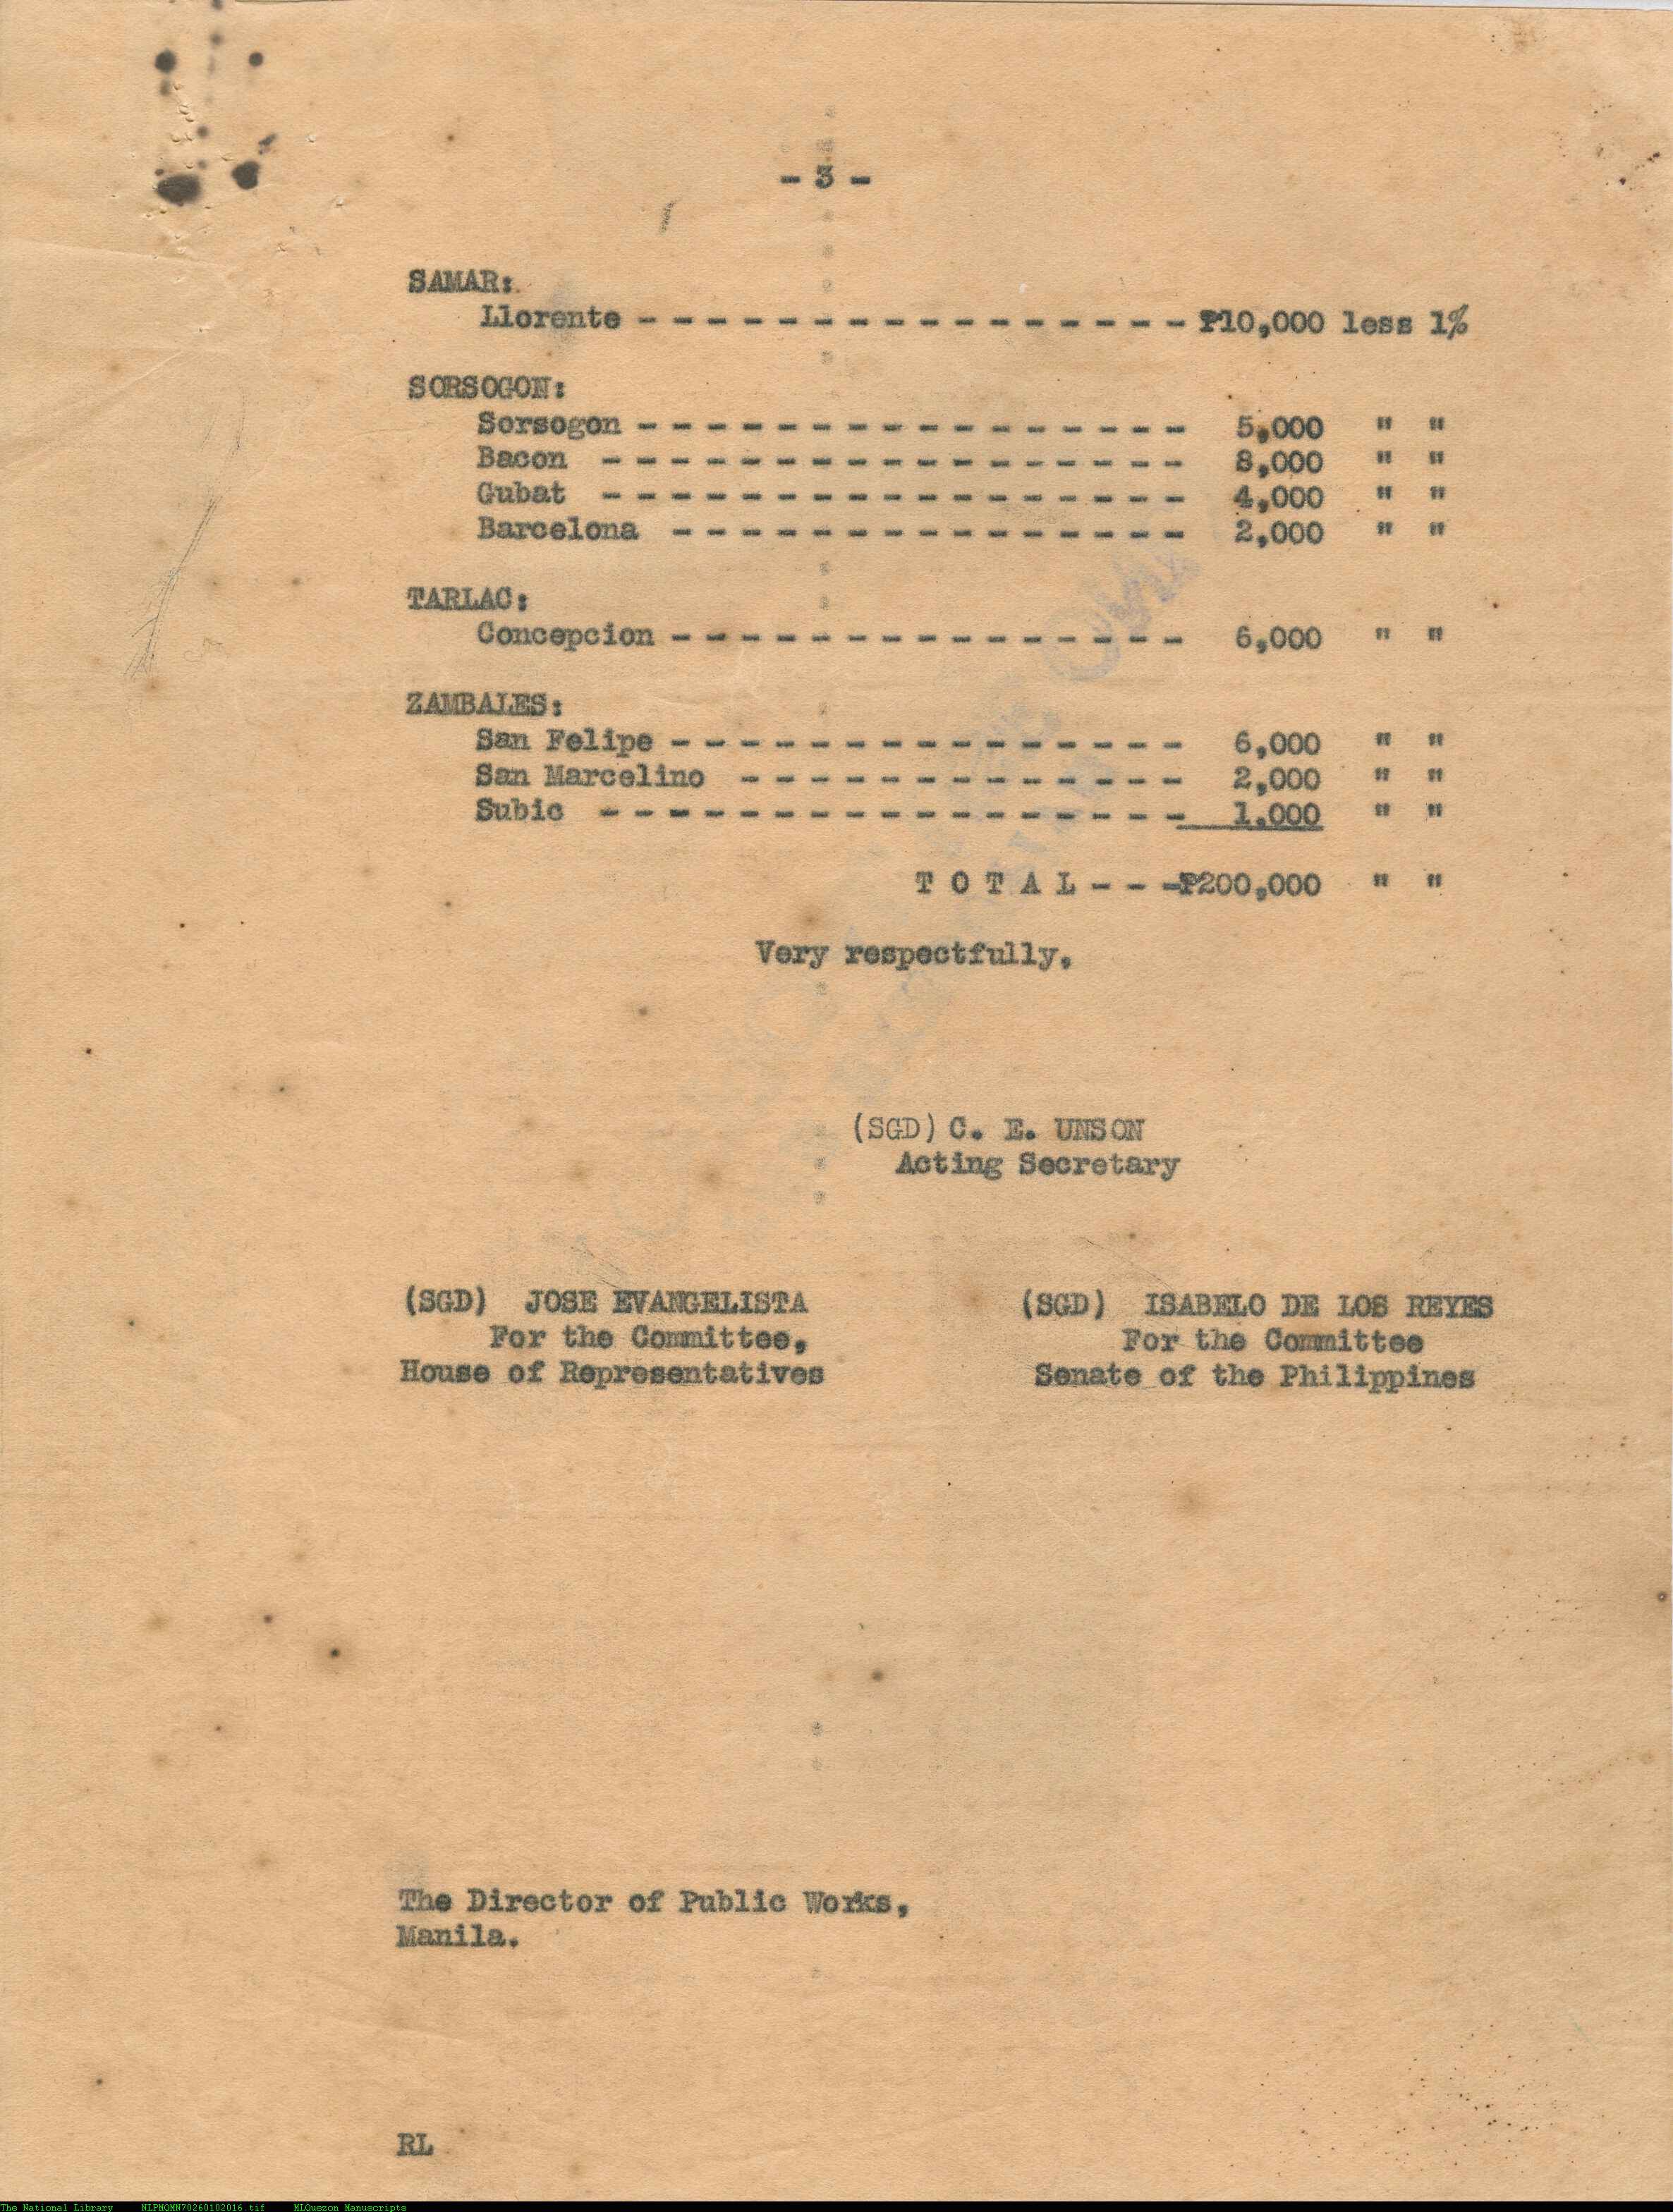 - 3 -
SAMAR:
Llorente - - - - - - - - - - - - - - - - ₱10,000 less 1%
SORSOGON:
Sorsogon - - - - - - - - - - - - - - - - 5,000 " "
Bacon - - - - - - - - - - - - - - - - - 8,000 " "
Gubat - - - - - - - - - - - - - - - - - 4,000 " "
Barcelona - - - - - - - - - - - - - - - 2,000 " "
TARLAC:
Concepcion - - - - - - - - - - - - - - - 6,000 " "
ZAMBALES:
San Felipe - - - - - - - - - - - - - - - 6,000 " "
San Marcelino - - - - - - - - - - - - - 2,000 " "
Subic - - - - - - - - - - - - - - - - - 1.000 " "
T O T A L - - -₱200,000 " "
Very respectfully,
(SGD) C. E. UNSON
Acting Secretary
(SGD) JOSE EVANGELISTA (SGD) ISABELO DE LOS REYES
For the Committee, For the Committee
House of Representatives Senate of the Philippines
The Director of Public Works,
Manila.
RL
The National Library NLPMQMN70260102016.tif MLQuezon Manuscripts